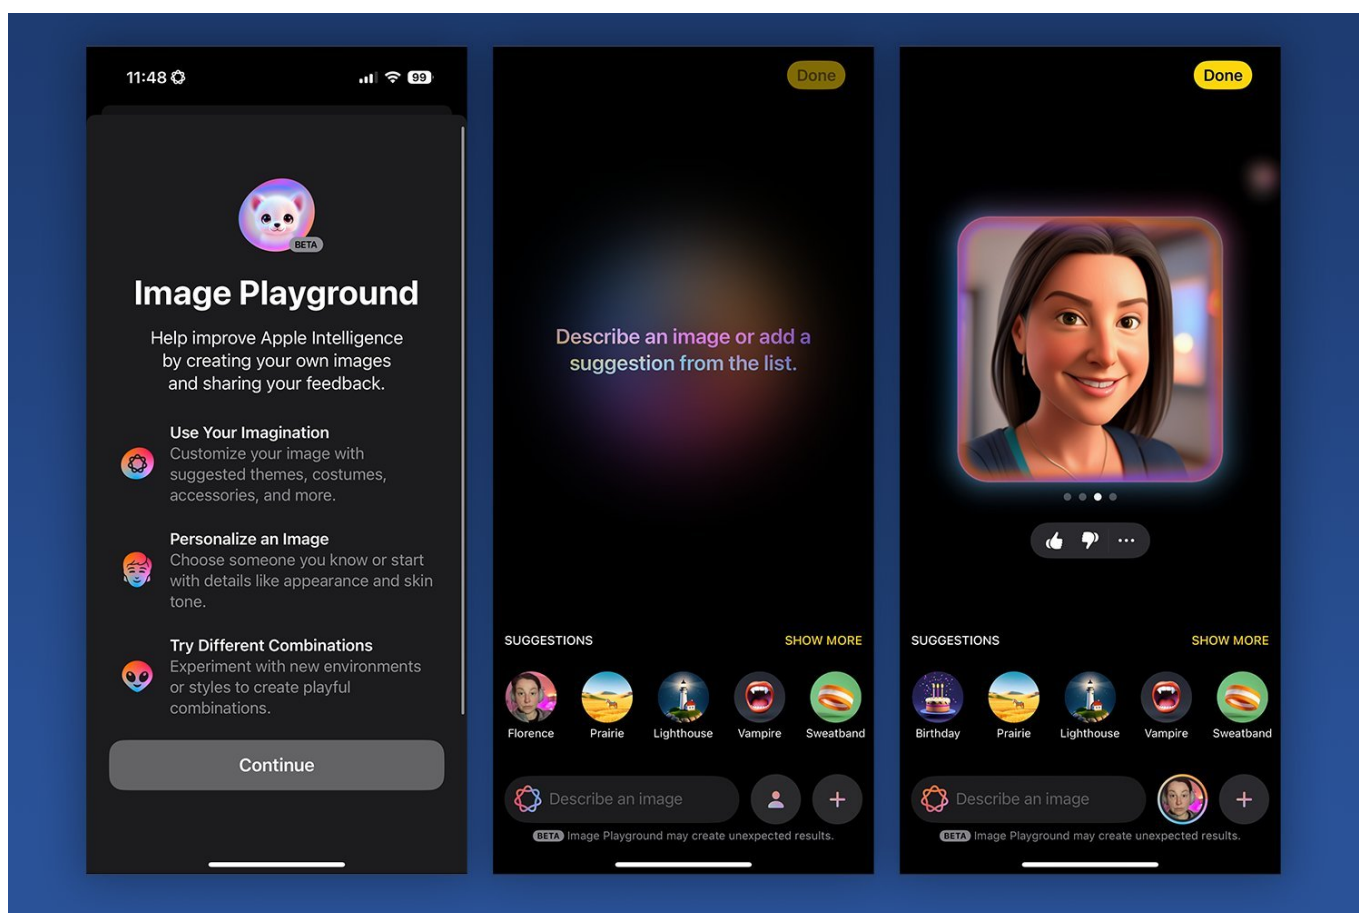 11:48
99
BETA
Image Playground
Help improve Apple Intelligence
by creating your own images
and sharing your feedback.
Use Your Imagination
Customize your image with
suggested themes, costumes,
accessories, and more.
Personalize an Image
Choose someone you know or start
with details like appearance and skin
tone.
Try Different Combinations
Experiment with new environments
or styles to create playful
combinations.
Continue
Done
Describe an image or add a
suggestion from the list.
SUGGESTIONS SHOW MORE
Florence Prairie Lighthouse Vampire Sweatband
Describe an image
BETA Image Playground may create unexpected results.
Done
SUGGESTIONS SHOW MORE
Birthday Prairie Lighthouse Vampire Sweatband
Describe an image
BETA Image Playground may create unexpected results.